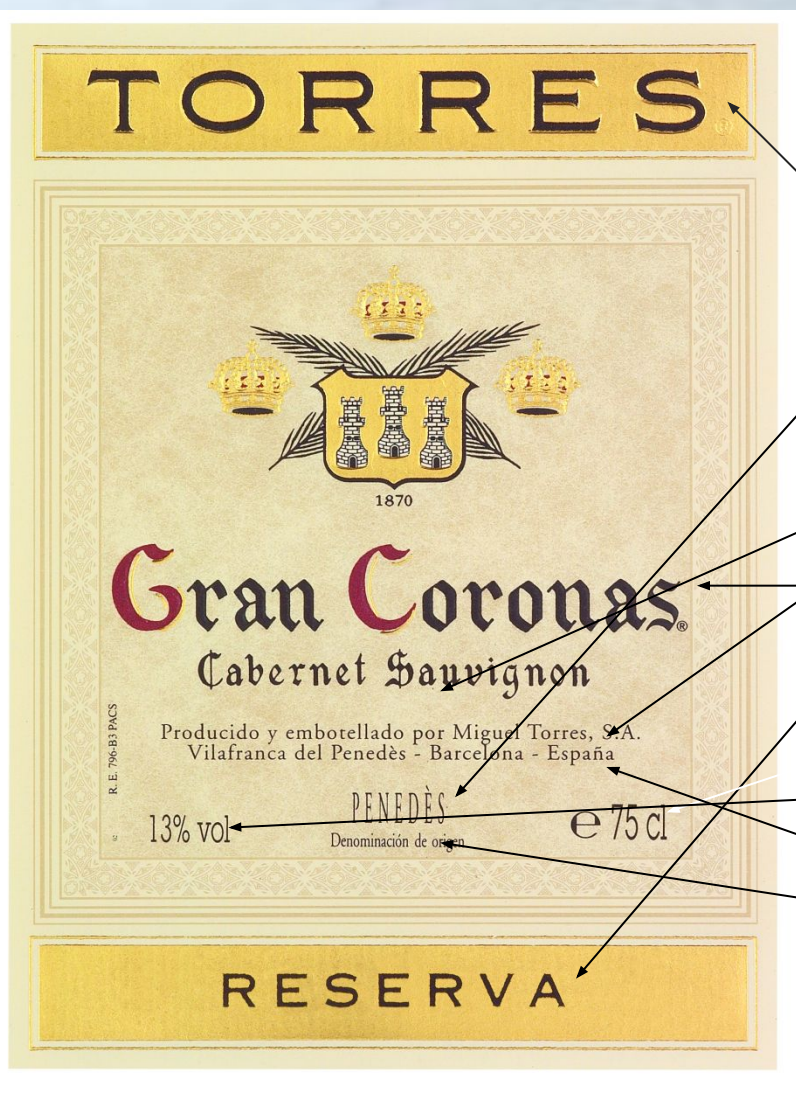 TORRES®
1870
Gran Coronas®
Cabernet Sauvignon
Producido y embotellado por Miguel Torres, S.A.
Vilafranca del Penedès - Barcelona - España
R. E. 796-B3 PACS
PENEDÈS
13% vol
e 75 cl
Denominación de origen
RESERVA